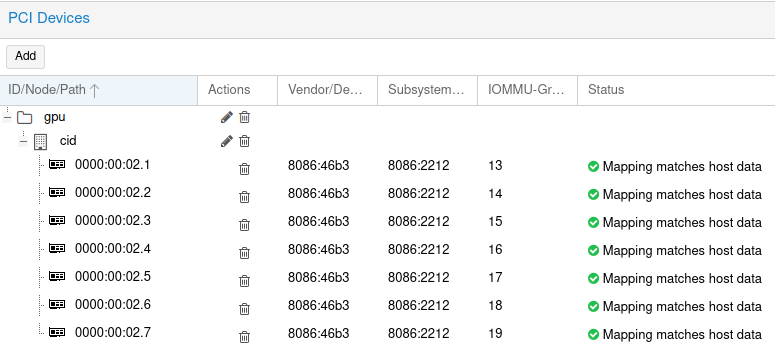 PCI Devices
Add
ID/Node/Path Actions Vendor/De... Subsystem... IOMMU-Gr... Status
gpu
cid
0000:00:02.1 8086:46b3 8086:2212 13 Mapping matches host data
0000:00:02.2 8086:46b3 8086:2212 14 Mapping matches host data
0000:00:02.3 8086:46b3 8086:2212 15 Mapping matches host data
0000:00:02.4 8086:46b3 8086:2212 16 Mapping matches host data
0000:00:02.5 8086:46b3 8086:2212 17 Mapping matches host data
0000:00:02.6 8086:46b3 8086:2212 18 Mapping matches host data
0000:00:02.7 8086:46b3 8086:2212 19 Mapping matches host data